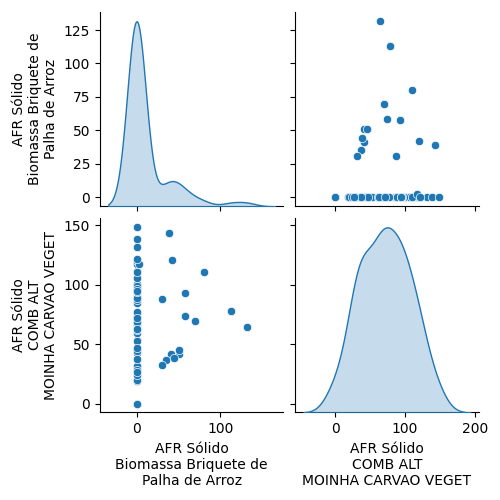 AFR Sólido
Biomassa Briquete de
Palha de Arroz
125
100
75
50
25
0
AFR Sólido
COMB ALT
MOINHA CARVAO VEGET
150
100
50
0
0
100
0
100
200
AFR Sólido
Biomassa Briquete de
Palha de Arroz
AFR Sólido
COMB ALT
MOINHA CARVAO VEGET